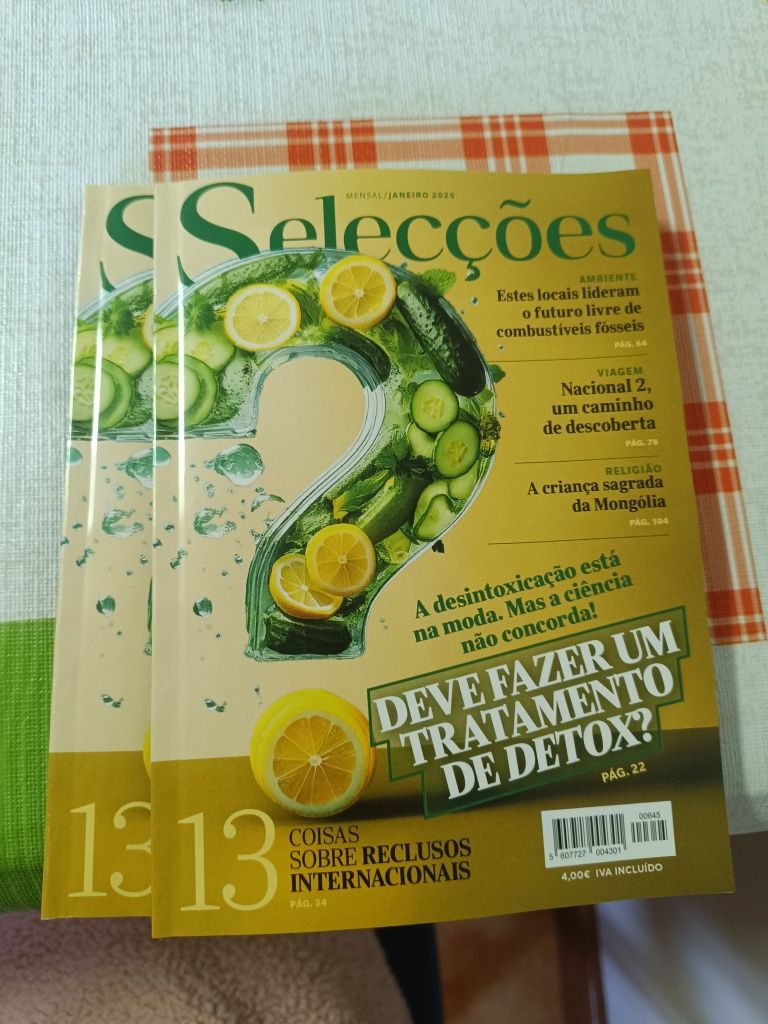 MENSAL/JANEIRO 2025
Selecções
AMBIENTE
Estes locais lideram
o futuro livre de
combustíveis fósseis
PÁG. 64
VIAGEM
Nacional 2,
um caminho
de descoberta
PÁG. 78
RELIGIÃO
A criança sagrada
da Mongólia
PÁG. 104
A desintoxicação está
na moda. Mas a ciência
não concorda!
DEVE FAZER UM
TRATAMENTO
DE DETOX?
PÁG. 22
13 COISAS
SOBRE RECLUSOS
INTERNACIONAIS
PÁG. 34
00645
5 607727 004301
4,00€ IVA INCLUÍDO
S
13